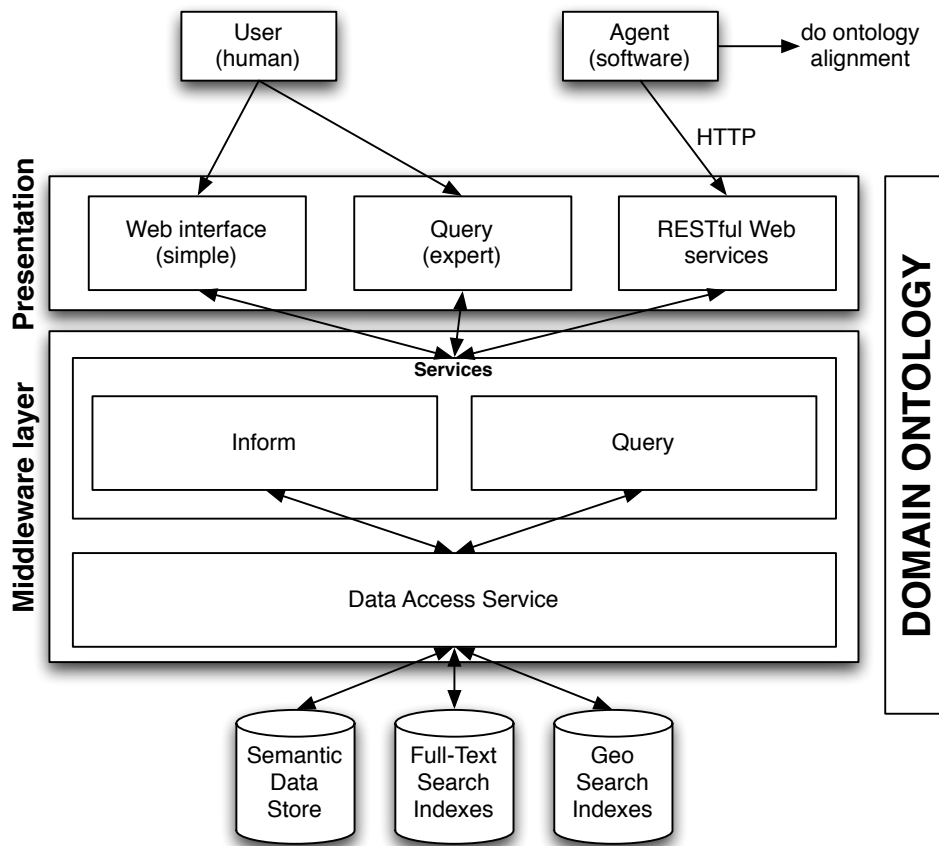 User
(human)
Agent
(software)
do ontology
alignment
HTTP
Presentation
Web interface
(simple)
Query
(expert)
RESTful Web
services
DOMAIN ONTOLOGY
Middleware layer
Services
Inform
Query
Data Access Service
Semantic
Data
Store
Full-Text
Search
Indexes
Geo
Search
Indexes